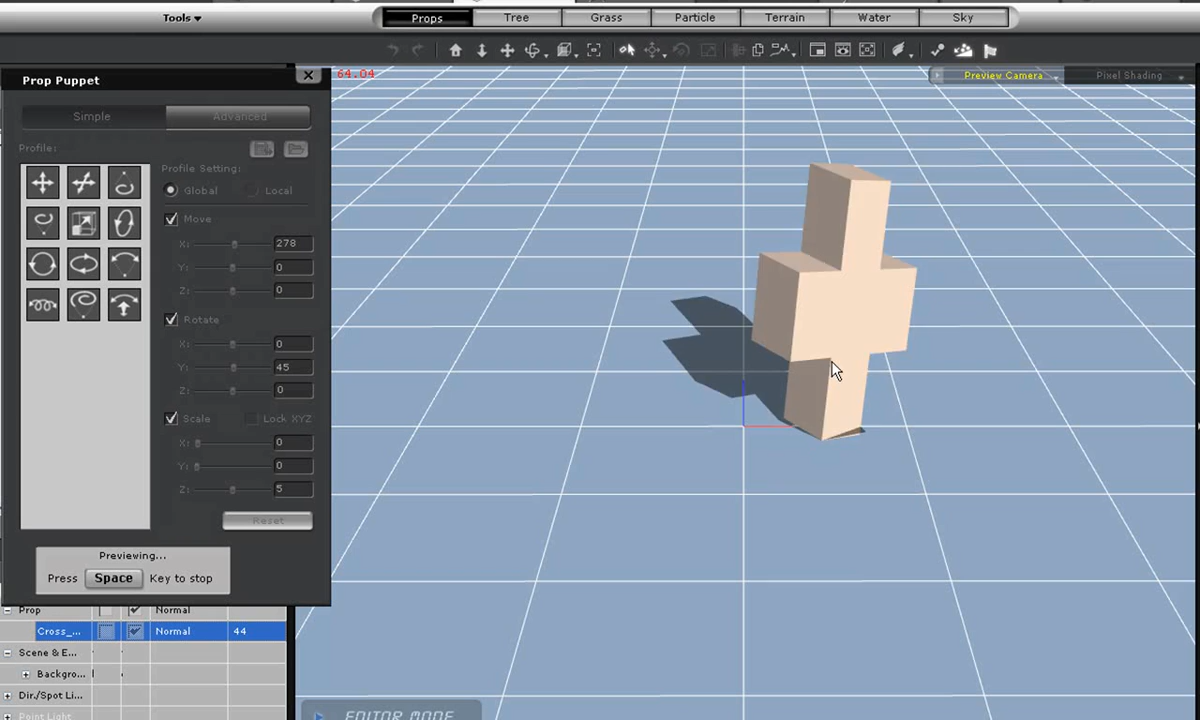 Tools
Props Tree Grass Particle Terrain Water Sky
Prop Puppet
64.04
Preview Camera
Pixel Shading
Simple Advanced
Profile:
Profile Setting:
Global Local
Move
X: 278
Y: 0
Z: 0
Rotate
X: 0
Y: 45
Z: 0
Scale Lock XYZ
X: 0
Y: 0
Z: 5
Reset
Previewing...
Press Space Key to stop
Prop Normal
Cross_... Normal 44
Scene & E...
Backgro...
Dir./Spot Li...
Point Light
EDITOR MODE